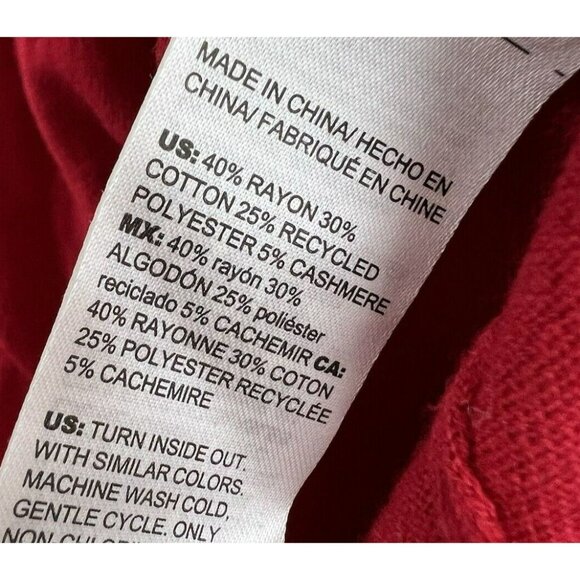 MADE IN CHINA/ HECHO EN
CHINA/ FABRIQUÉ EN CHINE
US: 40% RAYON 30%
COTTON 25% RECYCLED
POLYESTER 5% CASHMERE
MX: 40% rayón 30%
ALGODÓN 25% poliéster
reciclado 5% CACHEMIR CA:
40% RAYONNE 30% COTON
25% POLYESTER RECYCLÉE
5% CACHEMIRE
US: TURN INSIDE OUT.
WITH SIMILAR COLORS.
MACHINE WASH COLD,
GENTLE CYCLE. ONLY